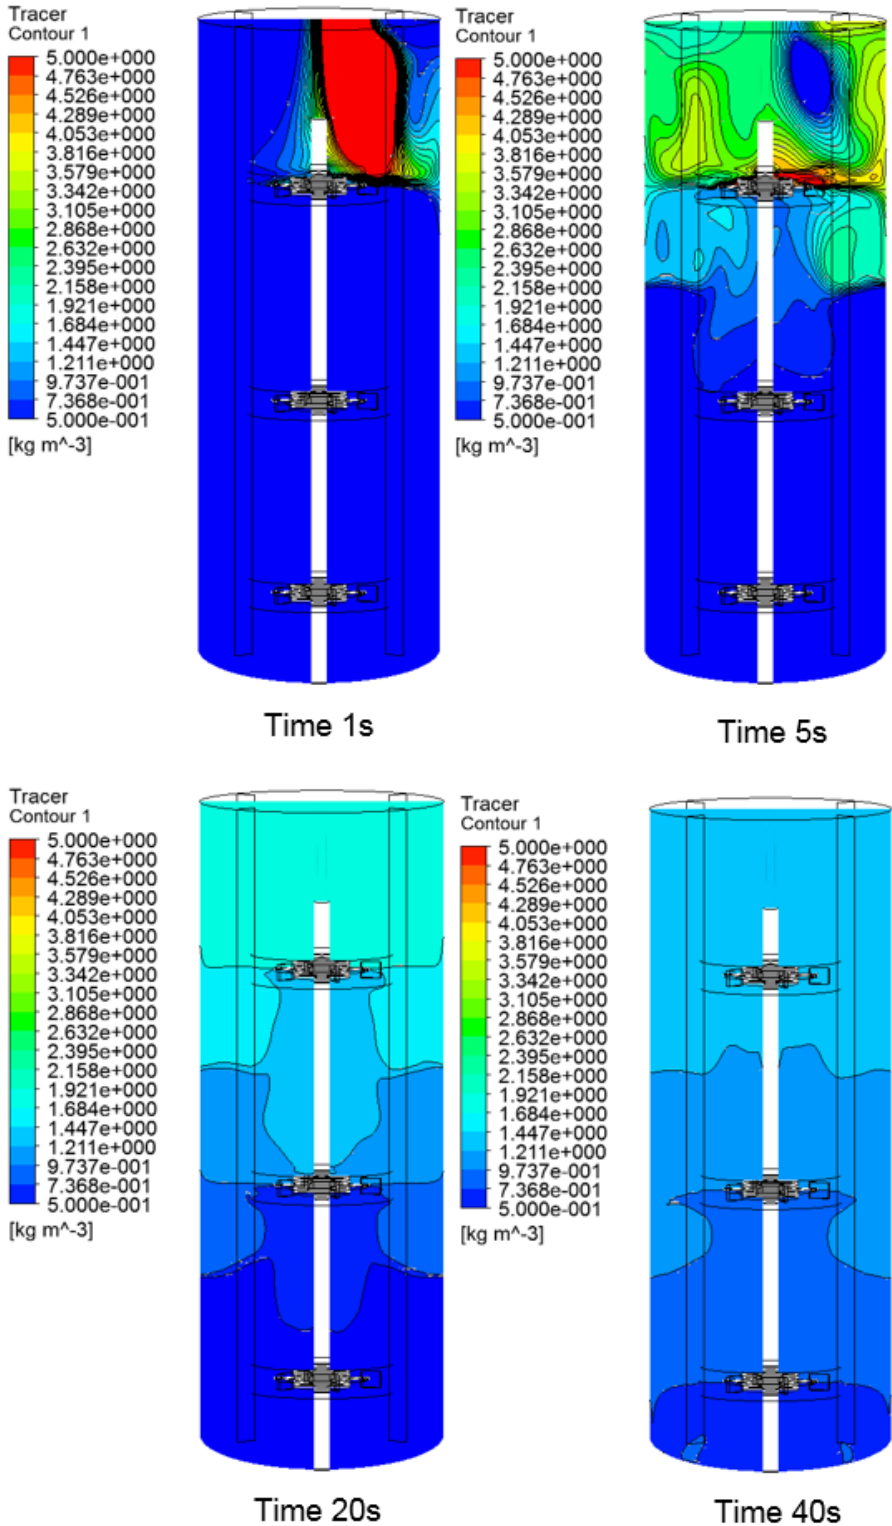 Tracer
Contour 1
5.000e+000
4.763e+000
4.526e+000
4.289e+000
4.053e+000
3.816e+000
3.579e+000
3.342e+000
3.105e+000
2.868e+000
2.632e+000
2.395e+000
2.158e+000
1.921e+000
1.684e+000
1.447e+000
1.211e+000
9.737e-001
7.368e-001
5.000e-001
[kg m^-3]
Time 1s
Tracer
Contour 1
5.000e+000
4.763e+000
4.526e+000
4.289e+000
4.053e+000
3.816e+000
3.579e+000
3.342e+000
3.105e+000
2.868e+000
2.632e+000
2.395e+000
2.158e+000
1.921e+000
1.684e+000
1.447e+000
1.211e+000
9.737e-001
7.368e-001
5.000e-001
[kg m^-3]
Time 5s
Tracer
Contour 1
5.000e+000
4.763e+000
4.526e+000
4.289e+000
4.053e+000
3.816e+000
3.579e+000
3.342e+000
3.105e+000
2.868e+000
2.632e+000
2.395e+000
2.158e+000
1.921e+000
1.684e+000
1.447e+000
1.211e+000
9.737e-001
7.368e-001
5.000e-001
[kg m^-3]
Time 20s
Tracer
Contour 1
5.000e+000
4.763e+000
4.526e+000
4.289e+000
4.053e+000
3.816e+000
3.579e+000
3.342e+000
3.105e+000
2.868e+000
2.632e+000
2.395e+000
2.158e+000
1.921e+000
1.684e+000
1.447e+000
1.211e+000
9.737e-001
7.368e-001
5.000e-001
[kg m^-3]
Time 40s